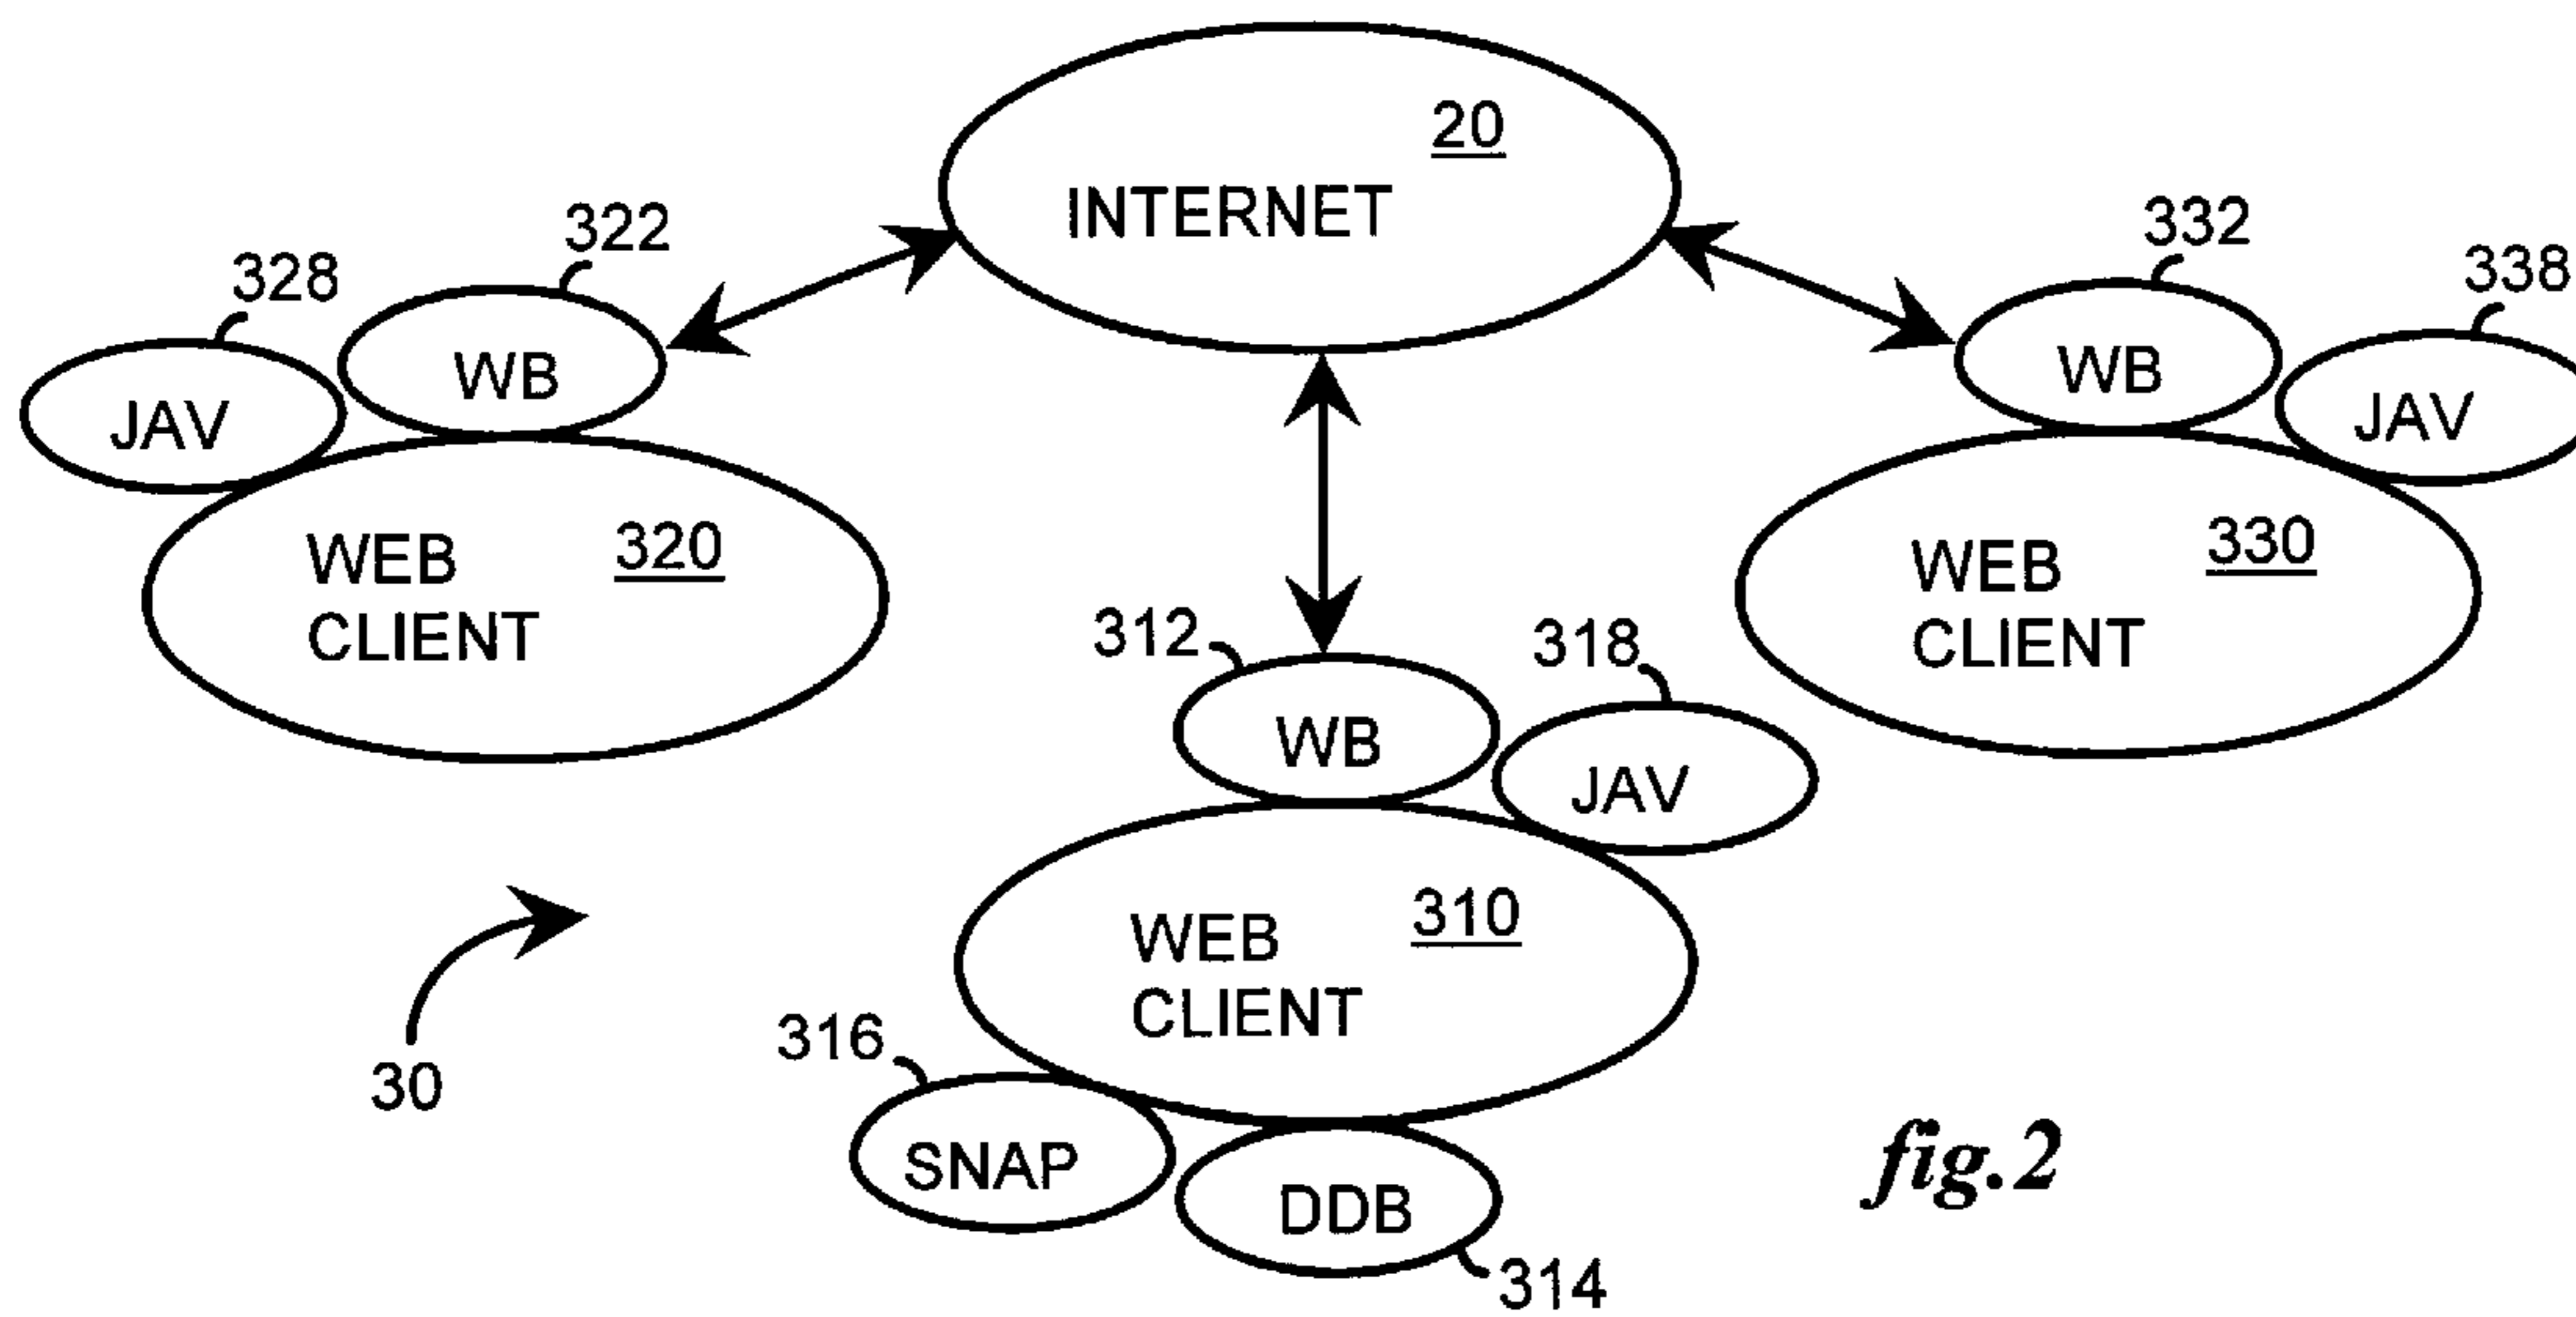 20
INTERNET
322
328
WB
JAV
332
338
WB
JAV
WEB
CLIENT
320
WEB
CLIENT
330
312
318
WB
JAV
WEB
CLIENT
310
30
316
SNAP
DDB
314
fig.2